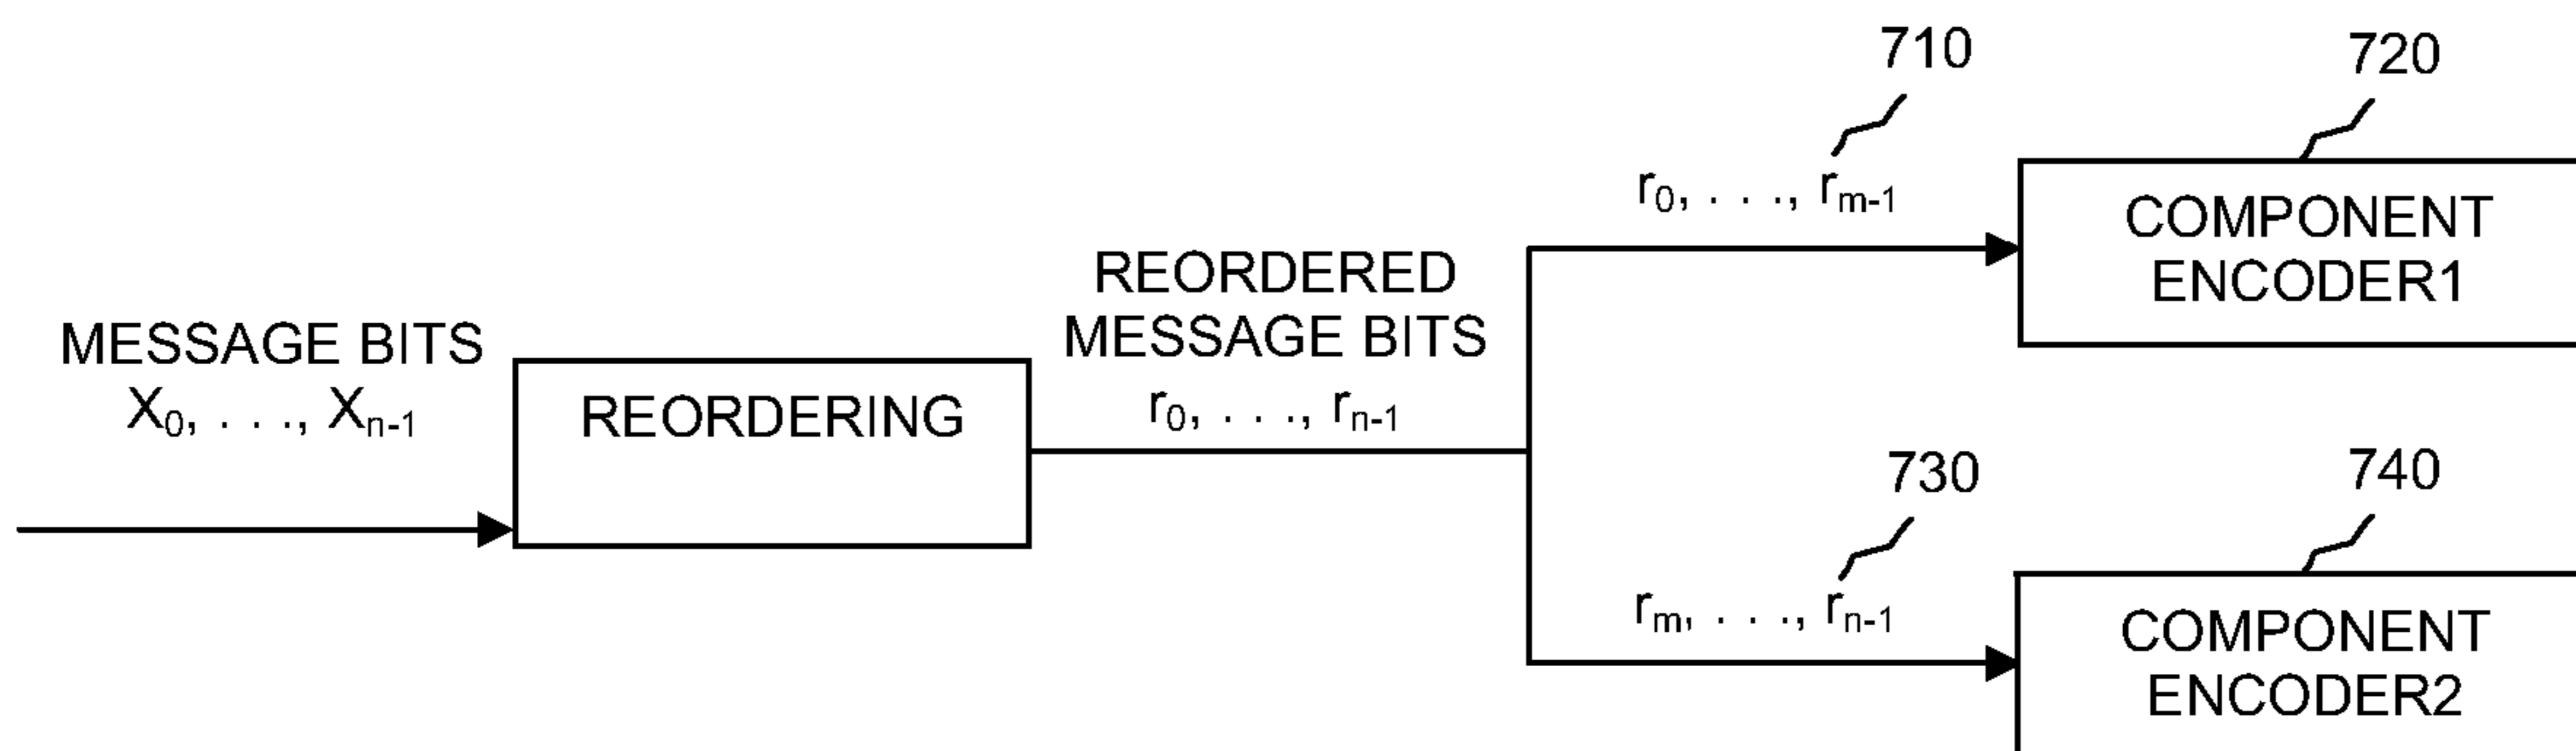 710
720
r0, . . ., rm-1
COMPONENT
ENCODER1
REORDERED
MESSAGE BITS
r0, . . ., rn-1
MESSAGE BITS
X0, . . ., Xn-1
REORDERING
730
740
rm, . . ., rn-1
COMPONENT
ENCODER2